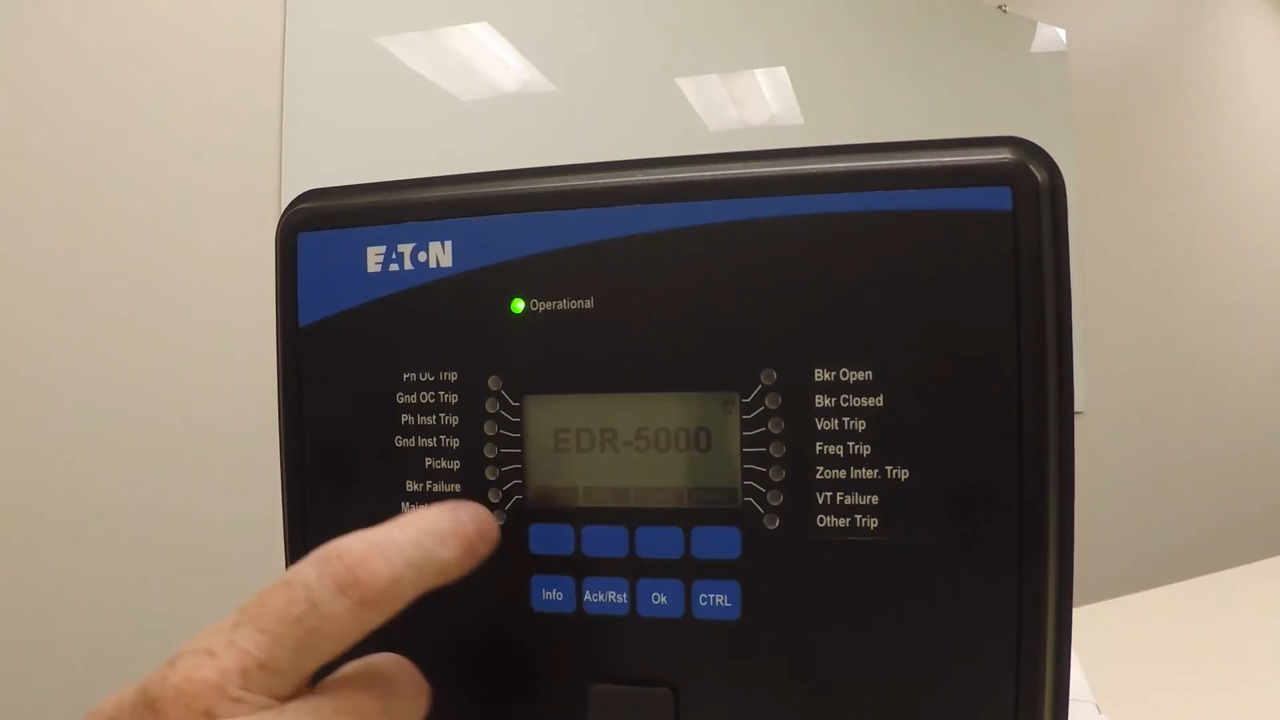 EATON
Operational
Ph OC Trip
Gnd OC Trip
Ph Inst Trip
Gnd Inst Trip
Pickup
Bkr Failure
EDR-5000
Bkr Open
Bkr Closed
Volt Trip
Freq Trip
Zone Inter. Trip
VT Failure
Other Trip
Info
Ack/Rst
Ok
CTRL